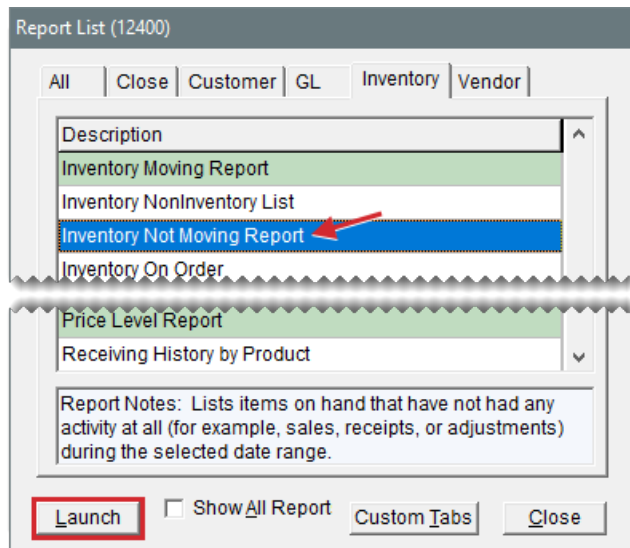 Report List (12400)
All Close Customer GL Inventory Vendor
Description
Inventory Moving Report
Inventory NonInventory List
Inventory Not Moving Report
Inventory On Order
Price Level Report
Receiving History by Product
Report Notes: Lists items on hand that have not had any
activity at all (for example, sales, receipts, or adjustments)
during the selected date range.
Launch Show All Report Custom Tabs Close